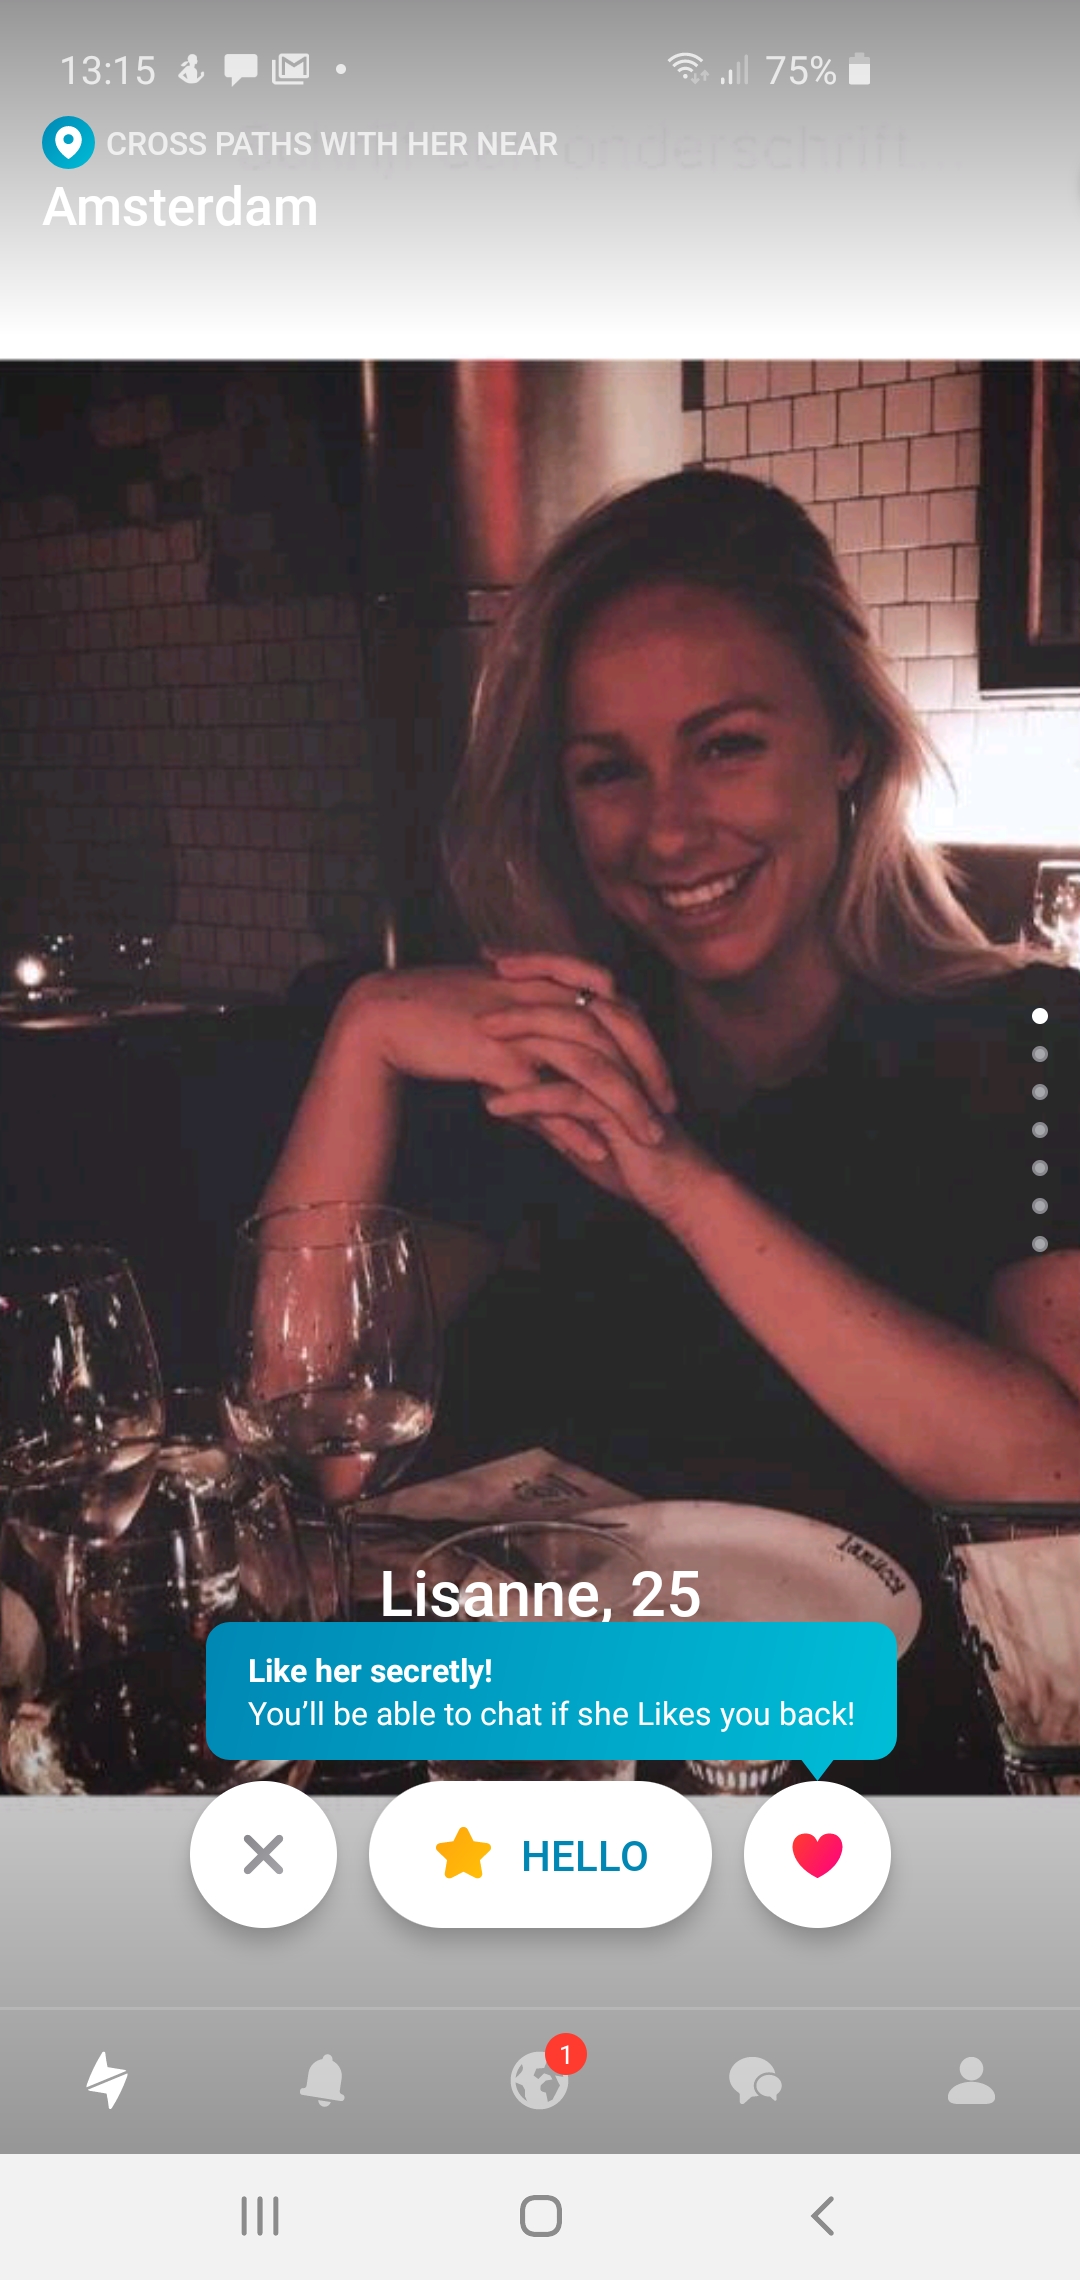 13:15
75%
CROSS PATHS WITH HER NEAR
onderschrift
Amsterdam
Lisanne, 25
Like her secretly!
You'll be able to chat if she Likes you back!
HELLO
1